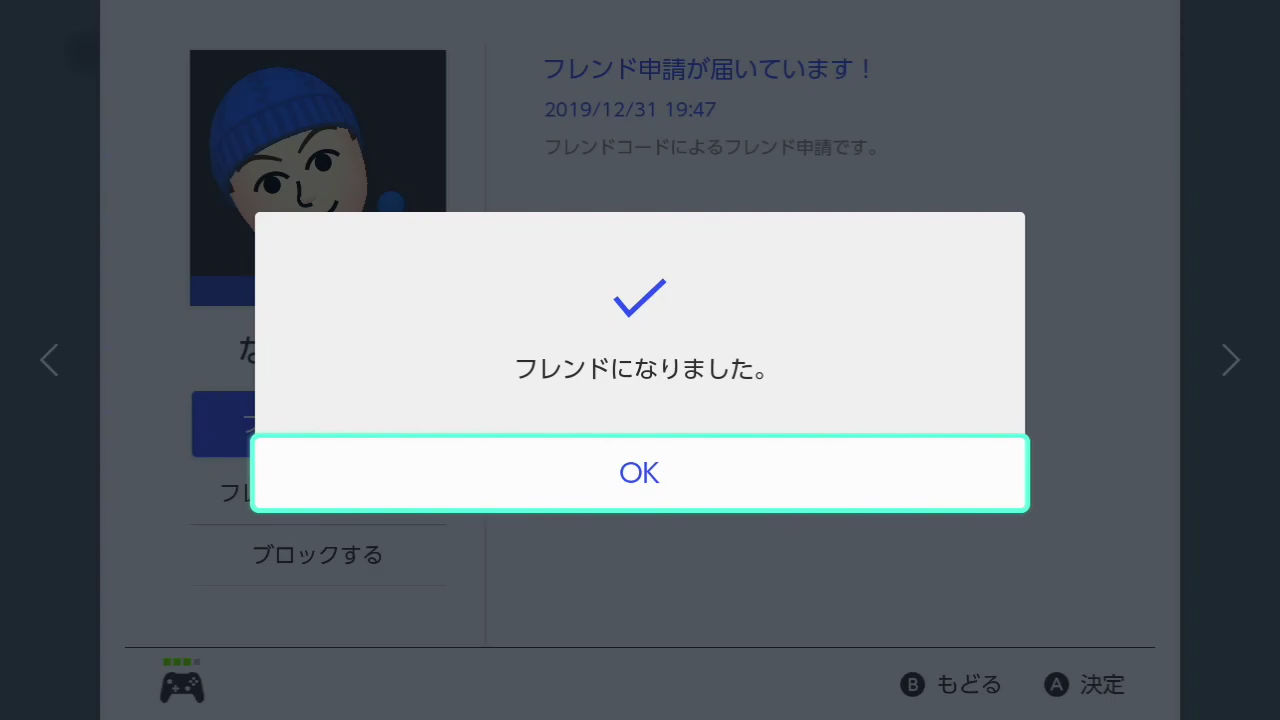 フレンド申請が届いています！
2019/12/31 19:47
フレンドコードによるフレンド申請です。
フレンドになりました。
OK
ブロックする
B もどる
A 決定